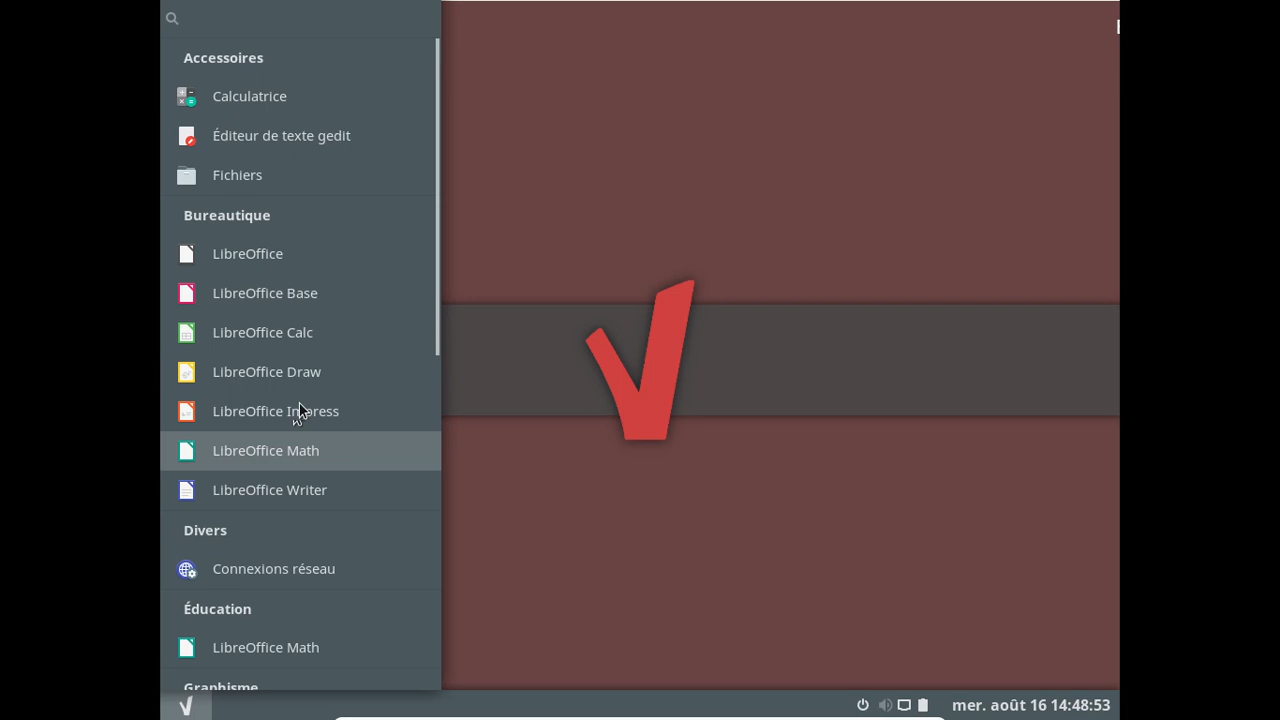 Accessoires
Calculatrice
Éditeur de texte gedit
Fichiers
Bureautique
LibreOffice
LibreOffice Base
LibreOffice Calc
LibreOffice Draw
LibreOffice Impress
LibreOffice Math
LibreOffice Writer
Divers
Connexions réseau
Éducation
LibreOffice Math
Graphisme
mer. août 16 14:48:53